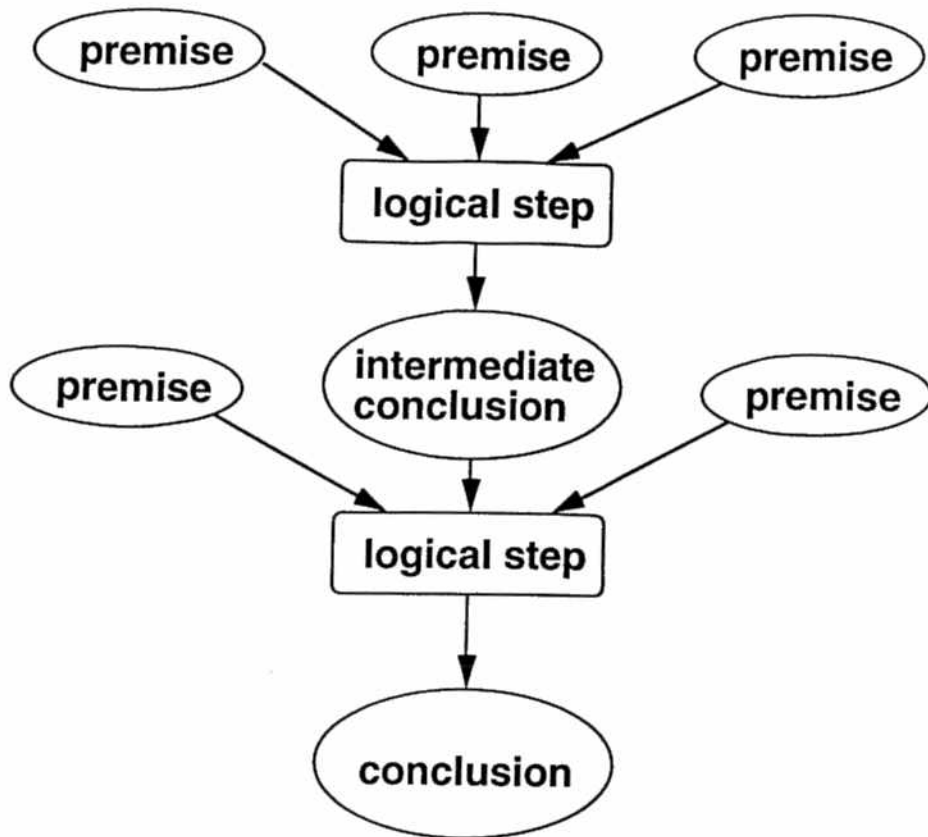 premise
premise
premise
logical step
intermediate
conclusion
premise
premise
logical step
conclusion